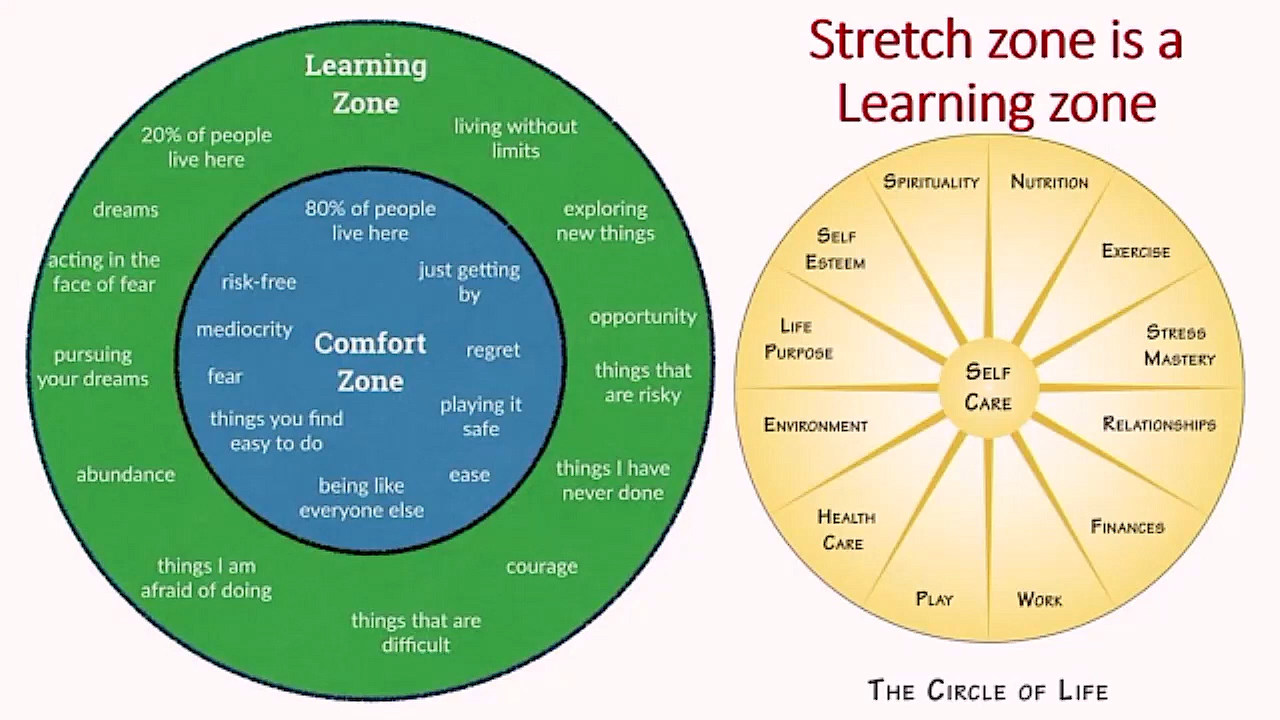 Stretch zone is a
Learning zone
Learning
Zone
20% of people
live here
living without
limits
dreams
exploring
new things
acting in the
face of fear
opportunity
pursuing
your dreams
things that
are risky
abundance
things I have
never done
things I am
afraid of doing
courage
things that are
difficult
80% of people
live here
risk-free
just getting
by
mediocrity
Comfort
Zone
regret
fear
things you find
easy to do
playing it
safe
ease
being like
everyone else
SPIRITUALITY
NUTRITION
SELF
ESTEEM
EXERCISE
LIFE
PURPOSE
STRESS
MASTERY
SELF
CARE
ENVIRONMENT
RELATIONSHIPS
HEALTH
CARE
FINANCES
PLAY
WORK
THE CIRCLE OF LIFE